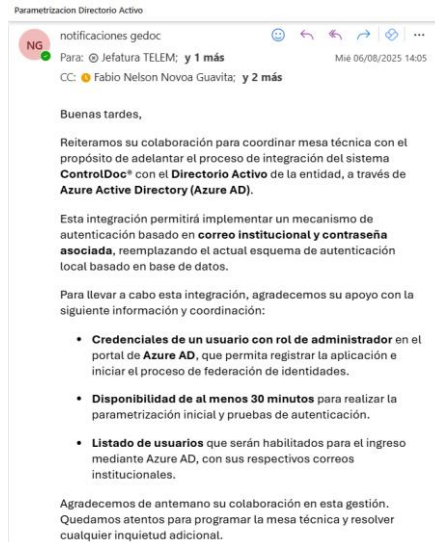 Parametrizacion Directorio Activo
NG
notificaciones gedoc
Para: Jefatura TELEM; y 1 más
Mié 06/08/2025 14:05
CC: Fabio Nelson Novoa Guavita; y 2 más
Buenas tardes,
Reiteramos su colaboración para coordinar mesa técnica con el
propósito de adelantar el proceso de integración del sistema
ControlDoc® con el Directorio Activo de la entidad, a través de
Azure Active Directory (Azure AD).
Esta integración permitirá implementar un mecanismo de
autenticación basado en correo institucional y contraseña
asociada, reemplazando el actual esquema de autenticación
local basado en base de datos.
Para llevar a cabo esta integración, agradecemos su apoyo con la
siguiente información y coordinación:
• Credenciales de un usuario con rol de administrador en el
portal de Azure AD, que permita registrar la aplicación e
iniciar el proceso de federación de identidades.
• Disponibilidad de al menos 30 minutos para realizar la
parametrización inicial y pruebas de autenticación.
• Listado de usuarios que serán habilitados para el ingreso
mediante Azure AD, con sus respectivos correos
institucionales.
Agradecemos de antemano su colaboración en esta gestión.
Quedamos atentos para programar la mesa técnica y resolver
cualquier inquietud adicional.